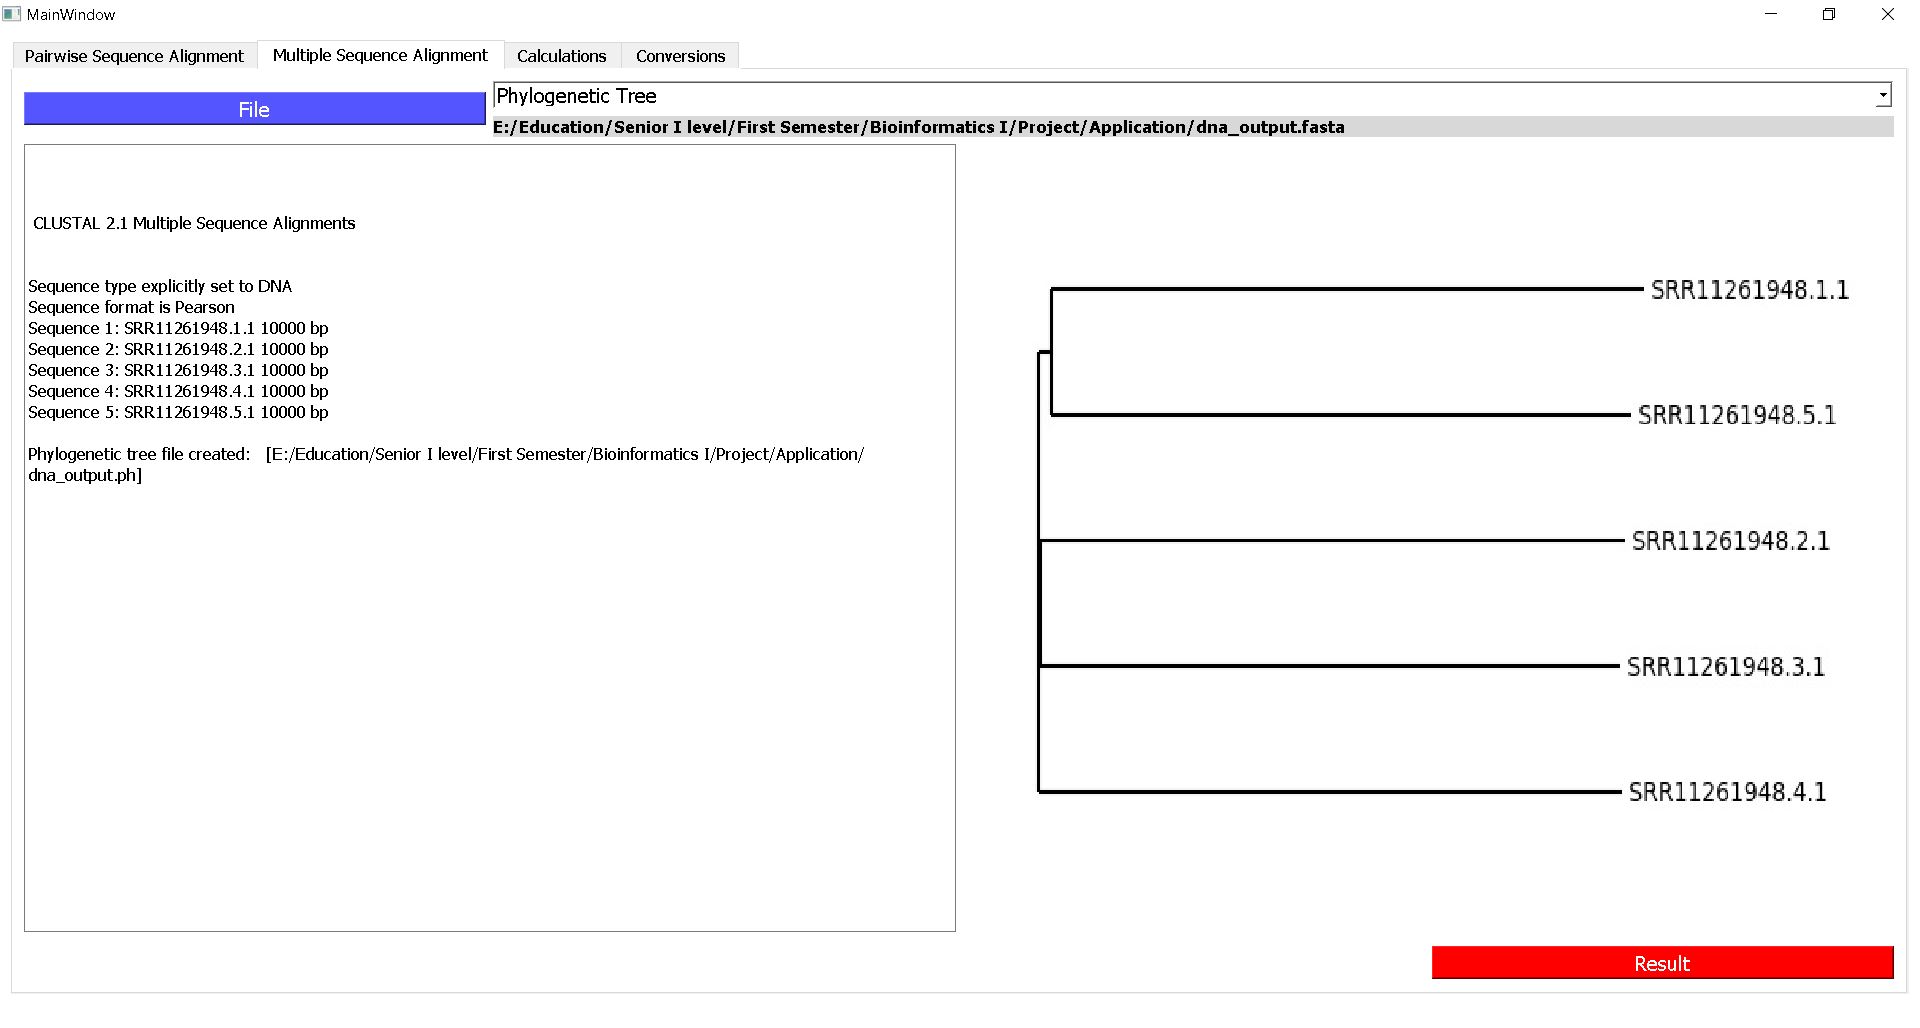 MainWindow
Pairwise Sequence Alignment
Multiple Sequence Alignment
Calculations
Conversions
File
Phylogenetic Tree
E:/Education/Senior I level/First Semester/Bioinformatics I/Project/Application/dna_output.fasta
CLUSTAL 2.1 Multiple Sequence Alignments
Sequence type explicitly set to DNA
Sequence format is Pearson
Sequence 1: SRR11261948.1.1 10000 bp
Sequence 2: SRR11261948.2.1 10000 bp
Sequence 3: SRR11261948.3.1 10000 bp
Sequence 4: SRR11261948.4.1 10000 bp
Sequence 5: SRR11261948.5.1 10000 bp
Phylogenetic tree file created: [E:/Education/Senior I level/First Semester/Bioinformatics I/Project/Application/
dna_output.ph]
SRR11261948.1.1
SRR11261948.5.1
SRR11261948.2.1
SRR11261948.3.1
SRR11261948.4.1
Result